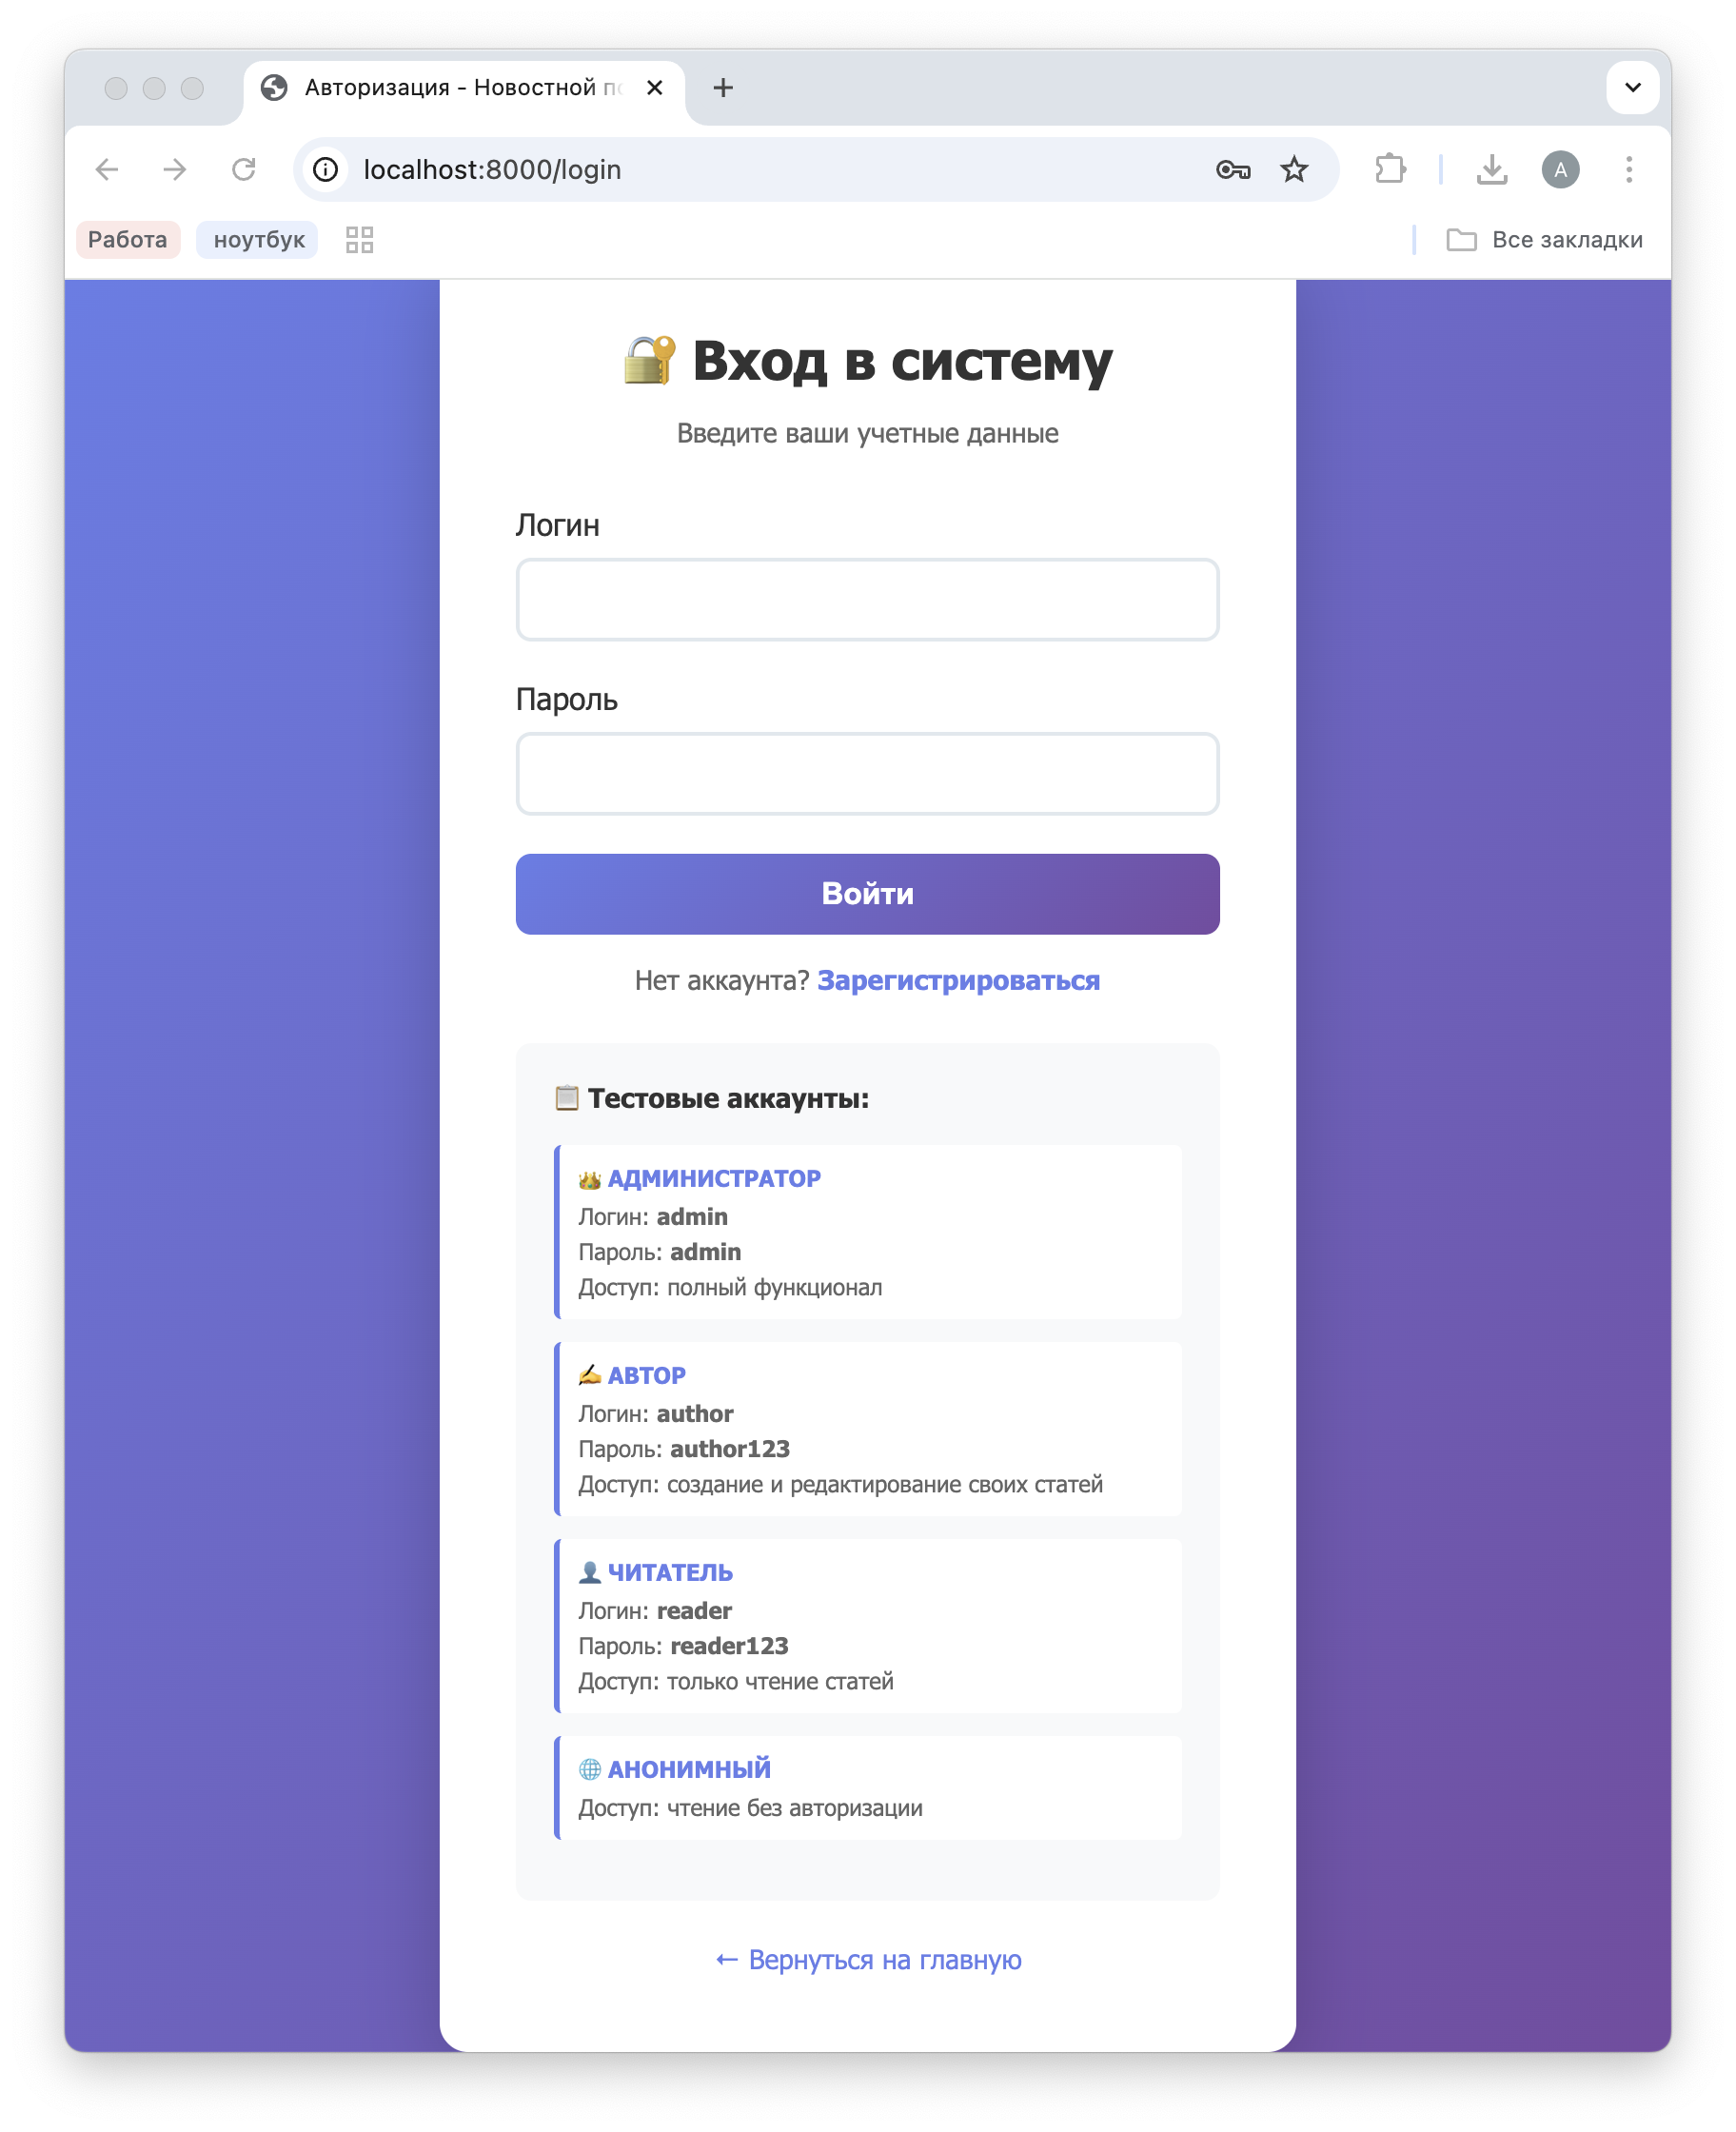 Авторизация - Новостной
localhost:8000/login
A
Работа
ноутбук
Все закладки
Вход в систему
Введите ваши учетные данные
Логин
Пароль
Войти
Нет аккаунта? Зарегистрироваться
Тестовые аккаунты:
АДМИНИСТРАТОР
Логин: admin
Пароль: admin
Доступ: полный функционал
АВТОР
Логин: author
Пароль: author123
Доступ: создание и редактирование своих статей
ЧИТАТЕЛЬ
Логин: reader
Пароль: reader123
Доступ: только чтение статей
АНОНИМНЫЙ
Доступ: чтение без авторизации
← Вернуться на главную